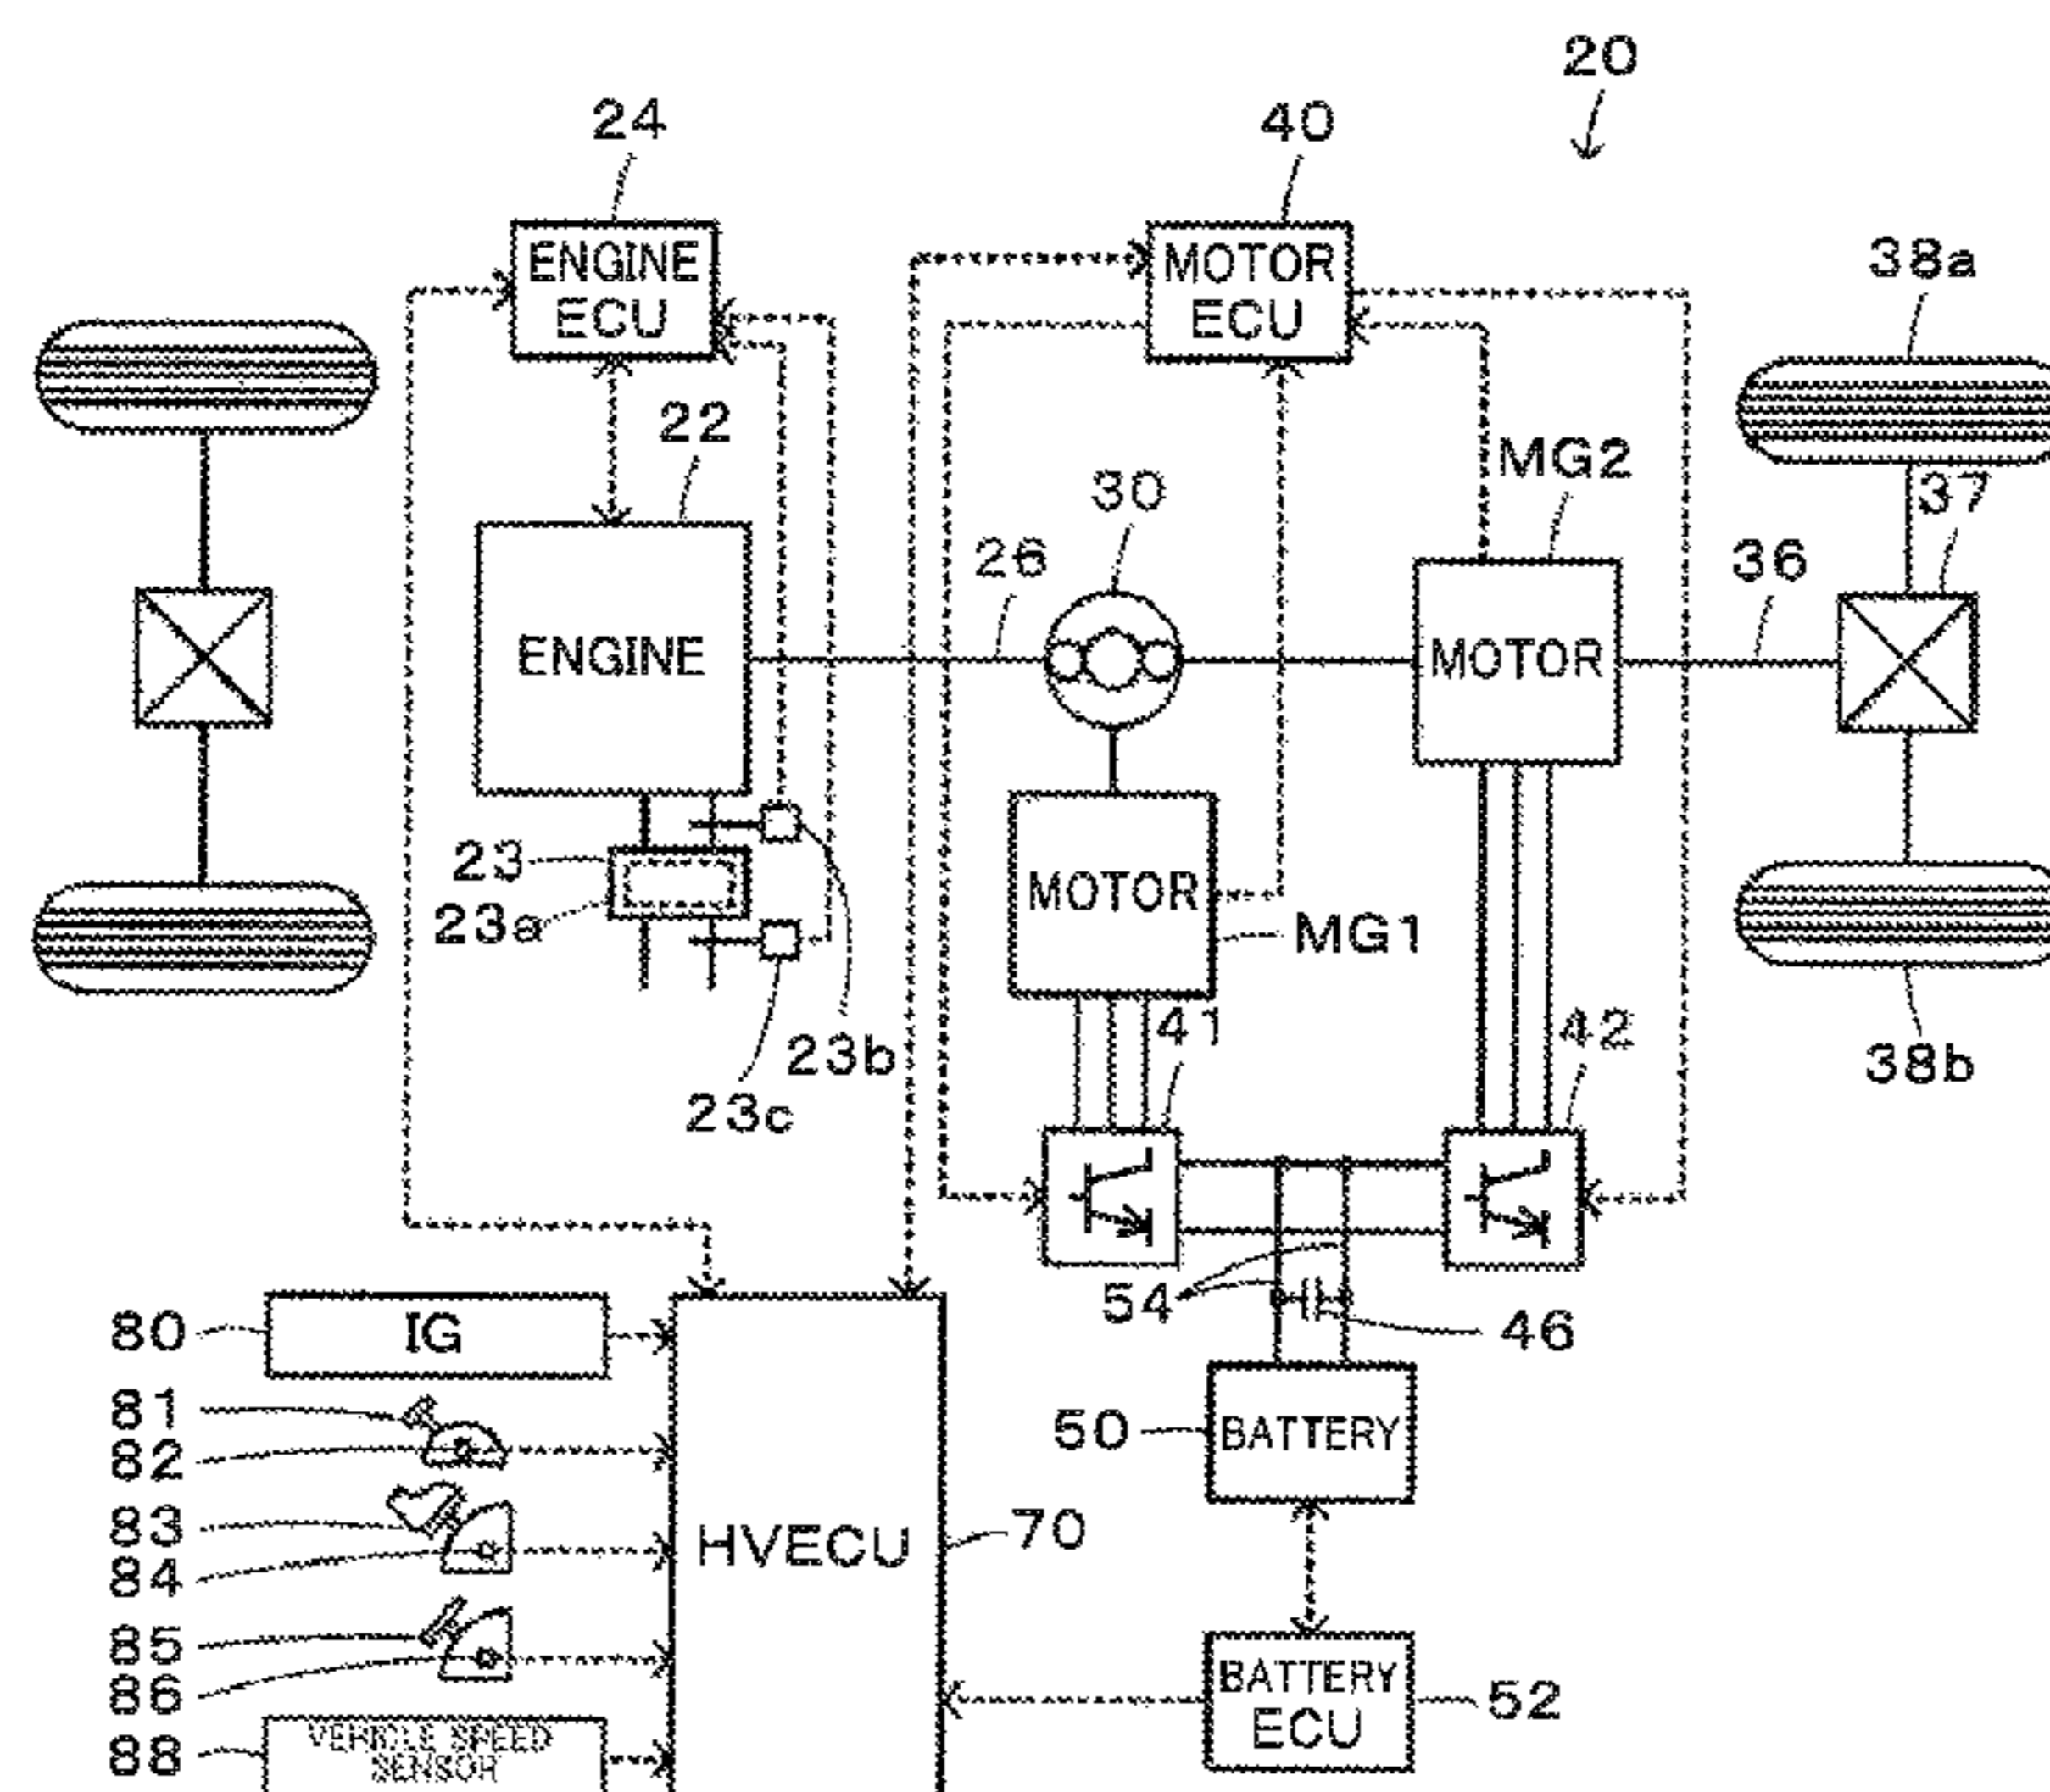 20
24
40
ENGINE
ECU
MOTOR
ECU
38a
22
MG2
30
37
26
36
ENGINE
MOTOR
23
23a
MOTOR
MG1
23b
23c
41
42
38b
54
46
80
IG
81
82
50
BATTERY
83
84
HVECU
70
85
86
BATTERY
ECU
52
88
VEHICLE SPEED
SENSOR